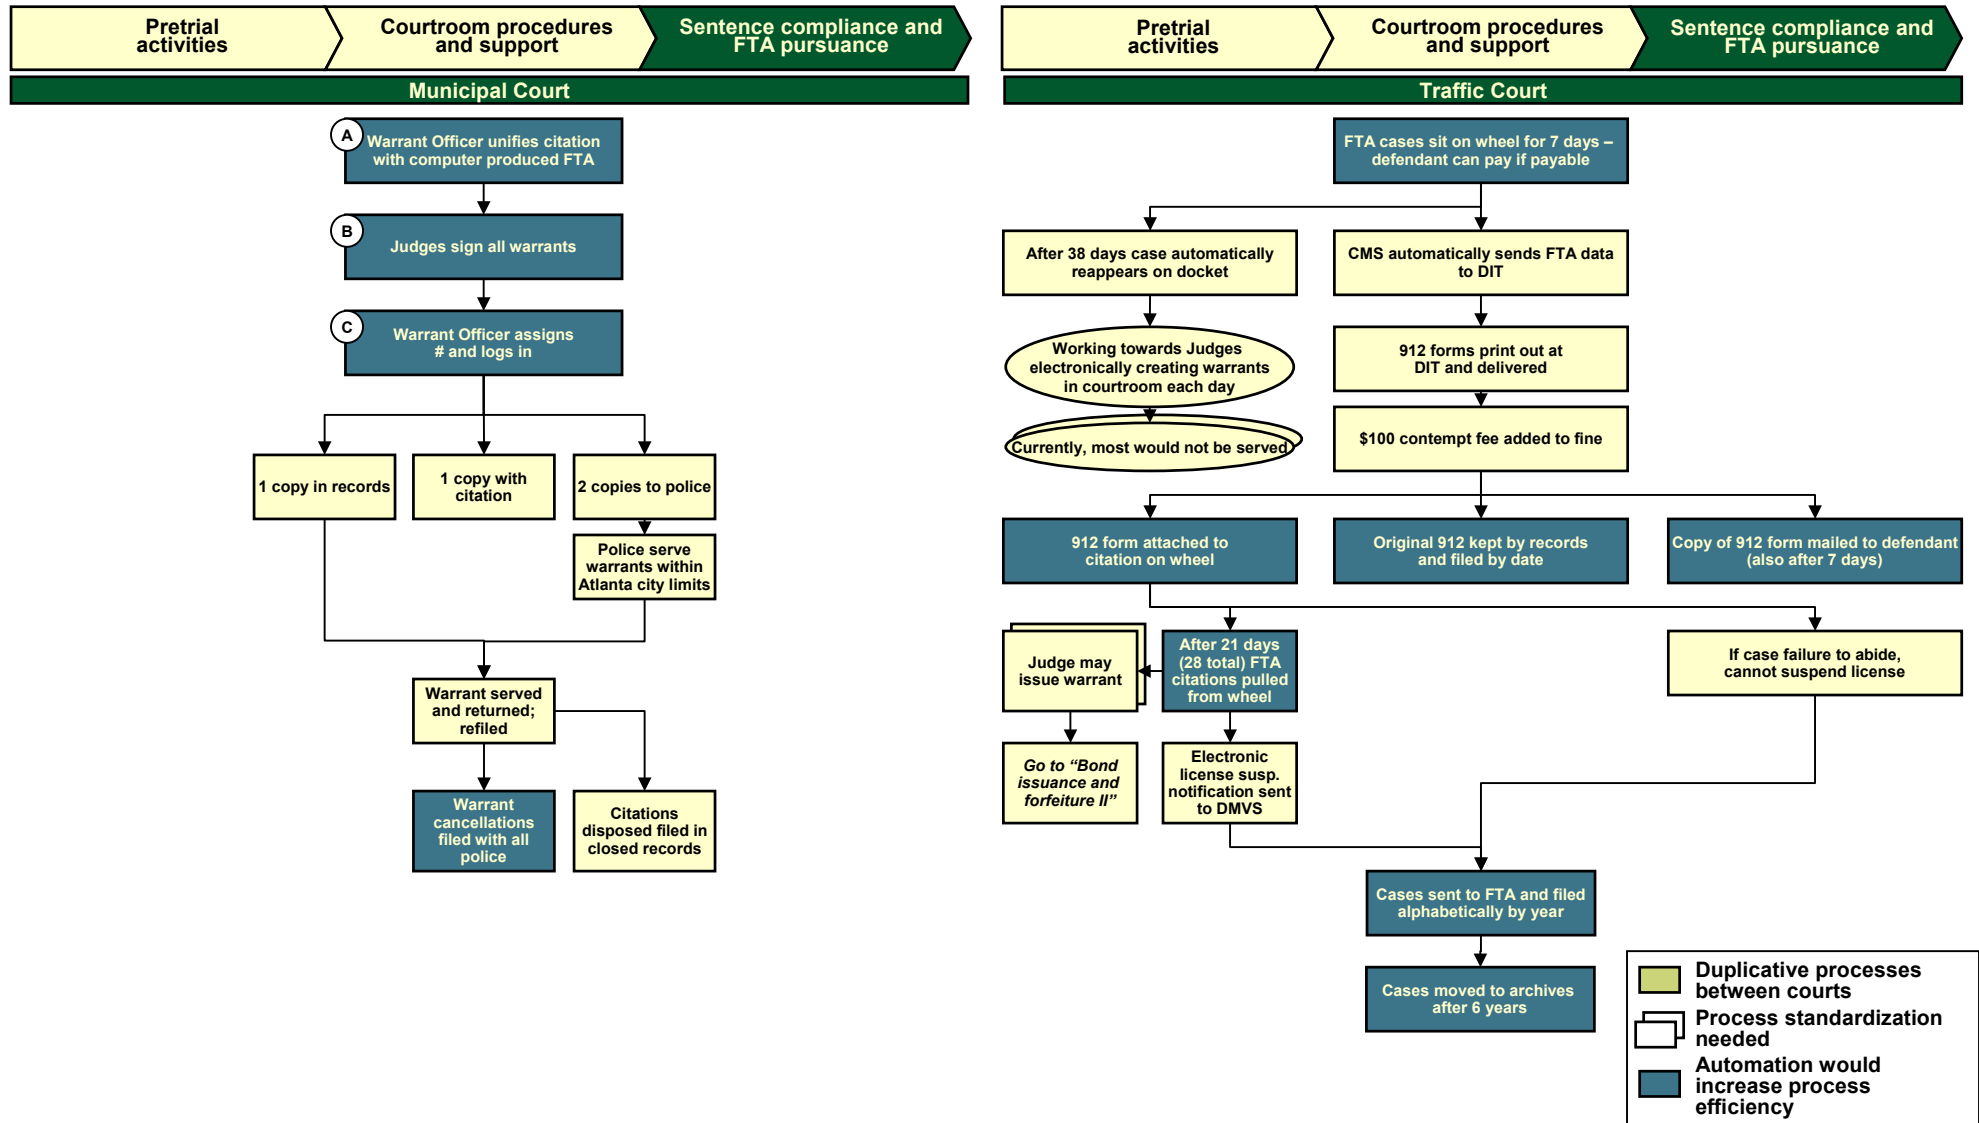 Pretrial
activities
Courtroom procedures
and support
Sentence compliance and
FTA pursuance
Municipal Court
A
Warrant Officer unifies citation
with computer produced FTA
B
Judges sign all warrants
C
Warrant Officer assigns
# and logs in
1 copy in records
1 copy with
citation
2 copies to police
Police serve
warrants within
Atlanta city limits
Warrant served
and returned;
refiled
Warrant
cancellations
filed with all
police
Citations
disposed filed in
closed records
Pretrial
activities
Courtroom procedures
and support
Sentence compliance and
FTA pursuance
Traffic Court
FTA cases sit on wheel for 7 days –
defendant can pay if payable
After 38 days case automatically
reappears on docket
CMS automatically sends FTA data
to DIT
Working towards Judges
electronically creating warrants
in courtroom each day
912 forms print out at
DIT and delivered
Currently, most would not be served
$100 contempt fee added to fine
912 form attached to
citation on wheel
Original 912 kept by records
and filed by date
Copy of 912 form mailed to defendant
(also after 7 days)
Judge may
issue warrant
After 21 days
(28 total) FTA
citations pulled
from wheel
If case failure to abide,
cannot suspend license
Go to “Bond
issuance and
forfeiture II”
Electronic
license susp.
notification sent
to DMVS
Cases sent to FTA and filed
alphabetically by year
Cases moved to archives
after 6 years
Duplicative processes
between courts
Process standardization
needed
Automation would
increase process
efficiency